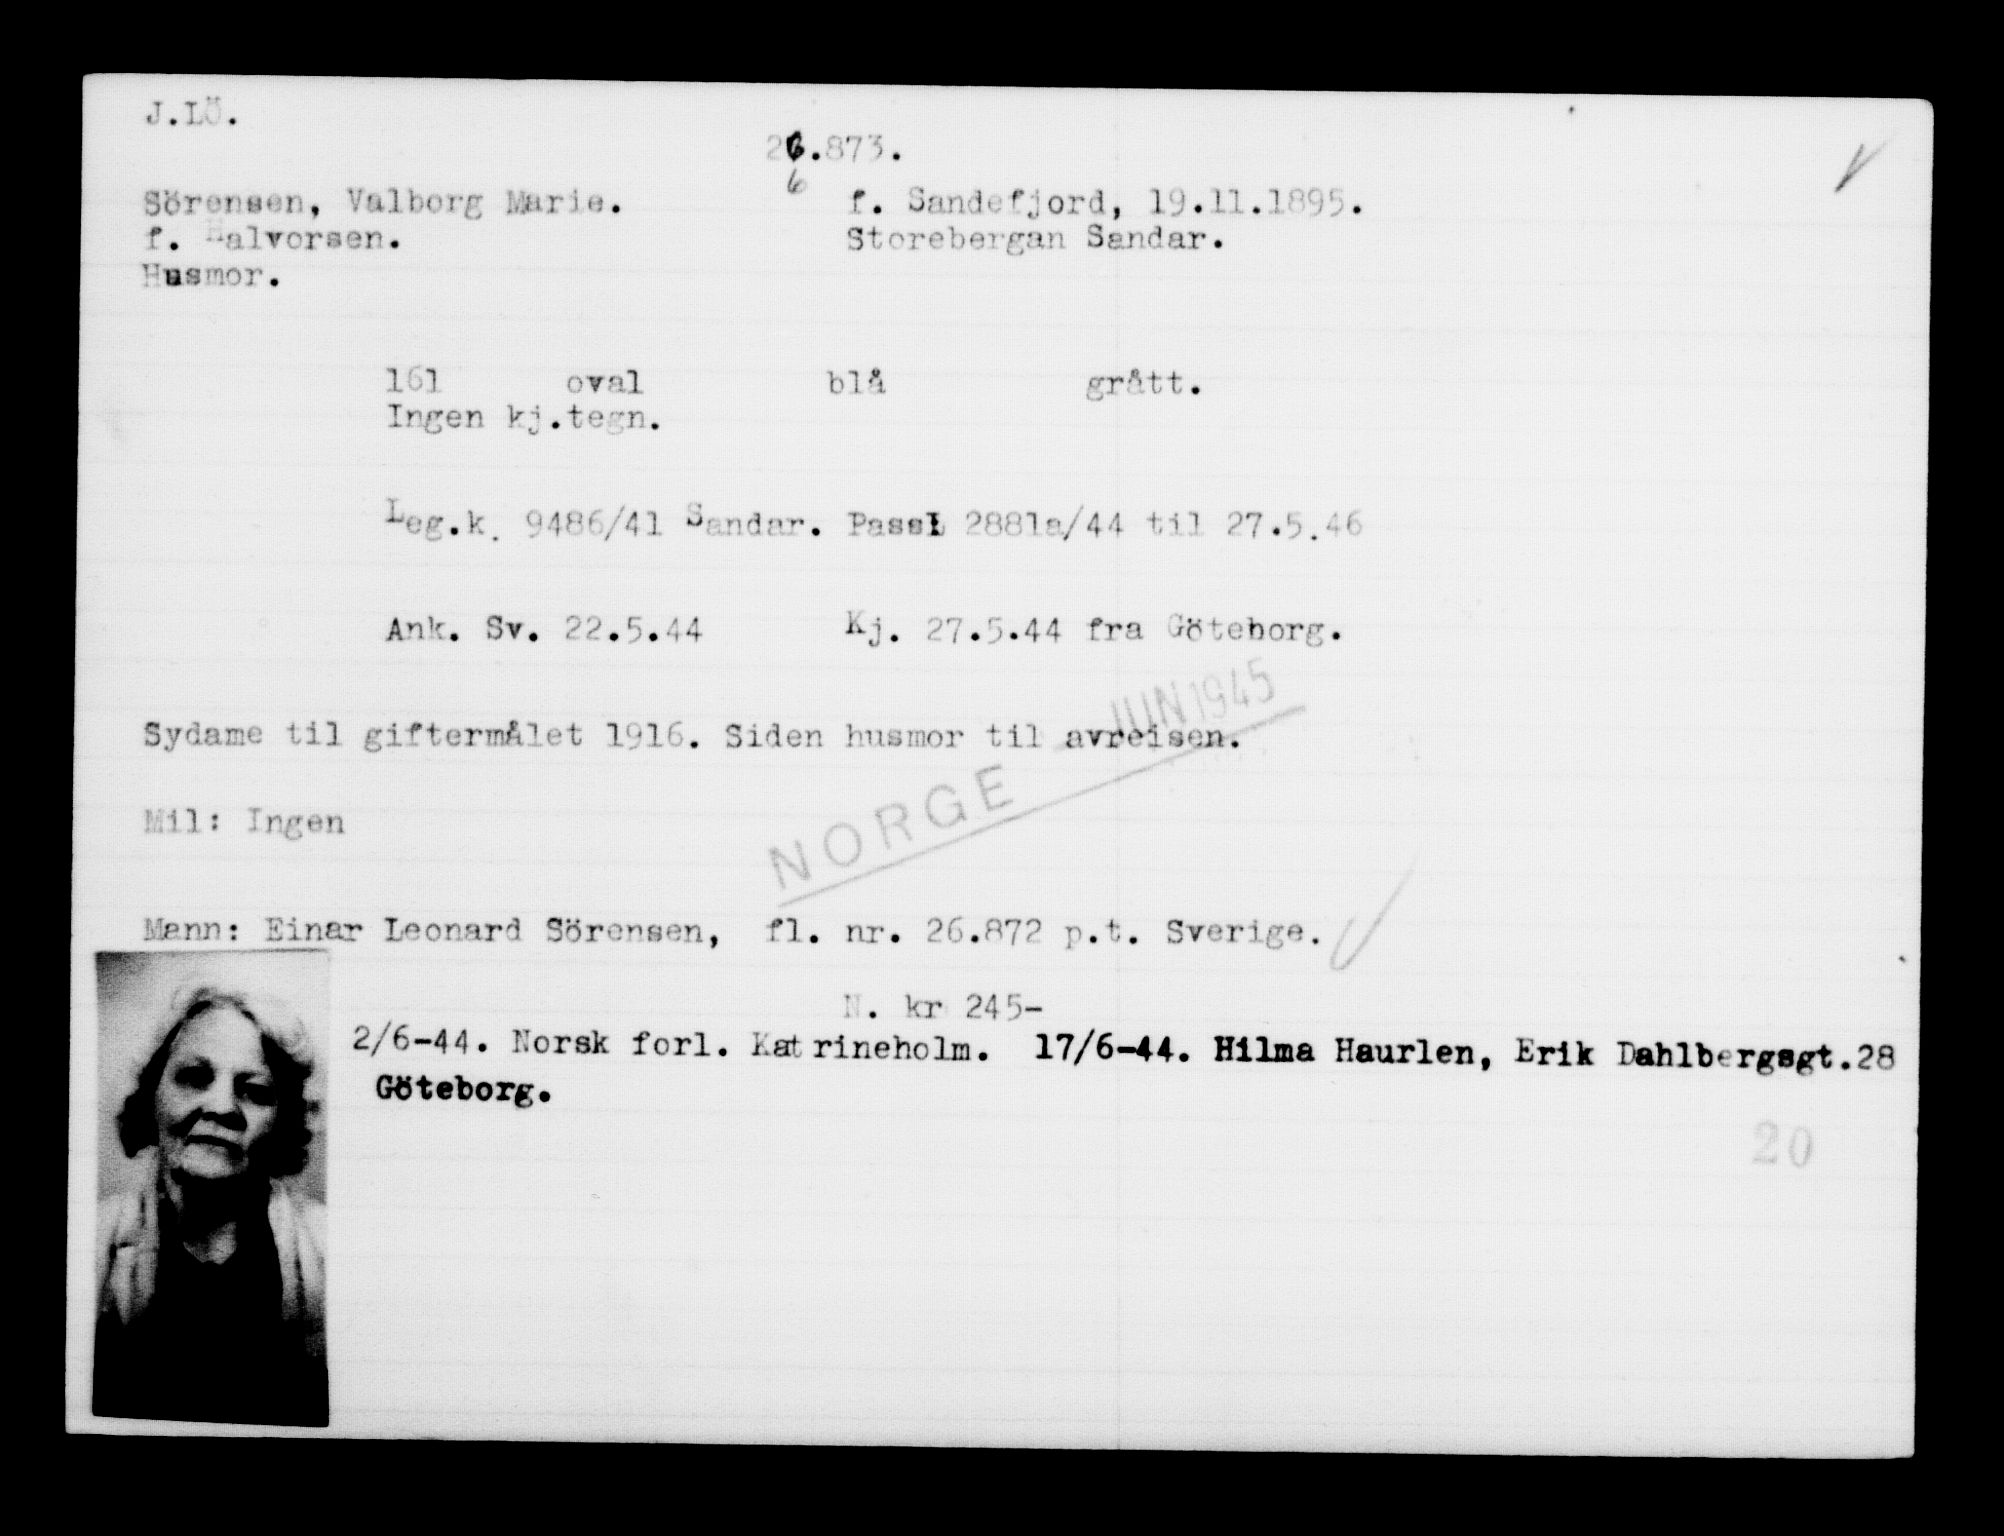 J.LÖ.
26.873.
6
Sörensen, Valborg Marie. f. Sandefjord, 19.11.1895.
f. Halvorsen. Storebergan Sandar.
Husmor.
161 oval blå grått.
Ingen kj.tegn.
Leg.k. 9486/41 Sandar. Pass 2881a/44 til 27.5.46
Ank. Sv. 22.5.44 Kj. 27.5.44 fra Göteborg.
JUN 1945
Sydame til giftermålet 1916. Siden husmor til avreisen.
NORGE
Mil: Ingen
Mann: Einar Leonard Sörensen, fl. nr. 26.872 p.t. Sverige.
N. kr 245-
2/6-44. Norsk forl. Katrineholm. 17/6-44. Hilma Haurlen, Erik Dahlbergsgt.28
Göteborg.
20